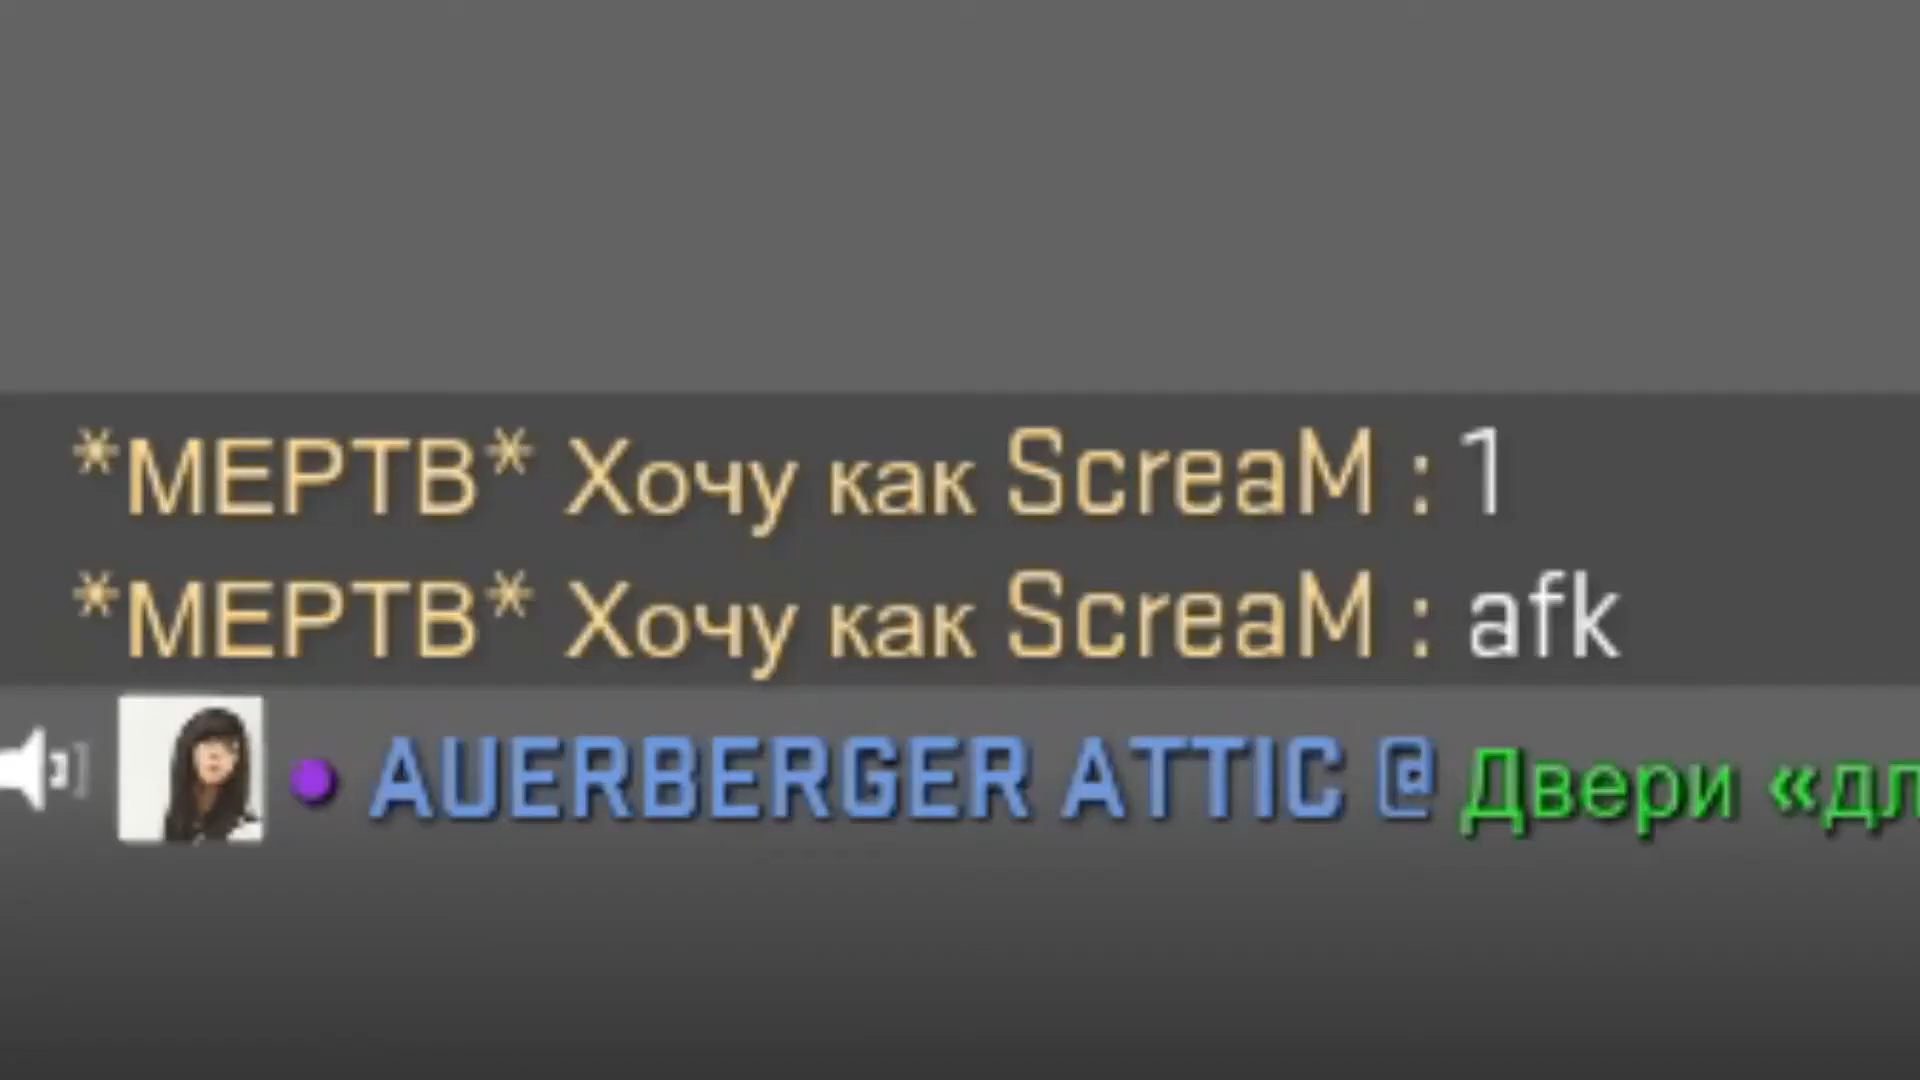 *МЕРТВ* Хочу как ScreaM : 1
*МЕРТВ* Хочу как ScreaM : afk
AUERBERGER ATTIC @ Двери «дл